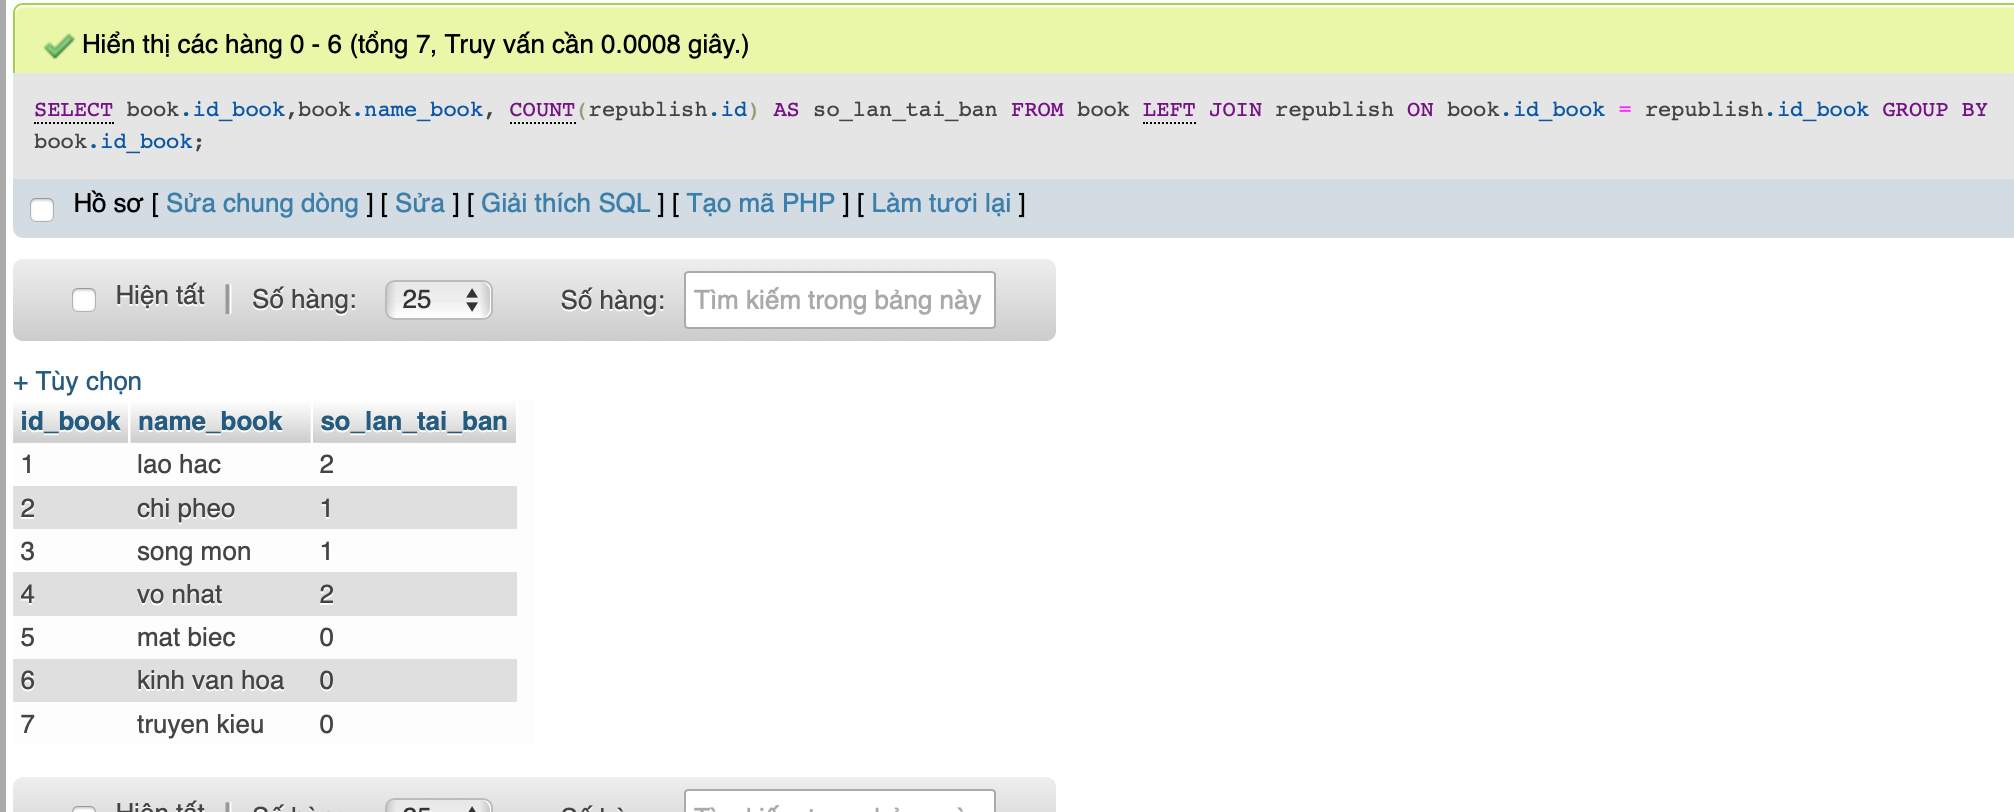 Hiển thị các hàng 0 - 6 (tổng 7, Truy vấn cần 0.0008 giây.)
SELECT book.id_book,book.name_book, COUNT(republish.id) AS so_lan_tai_ban FROM book LEFT JOIN republish ON book.id_book = republish.id_book GROUP BY
book.id_book;
Hồ sơ [ Sửa chung dòng ] [ Sửa ] [ Giải thích SQL ] [ Tạo mã PHP ] [ Làm tươi lại ]
Hiện tất | Số hàng: 25 Số hàng: Tìm kiếm trong bảng này
+ Tùy chọn
id_book name_book so_lan_tai_ban
1 lao hac 2
2 chi pheo 1
3 song mon 1
4 vo nhat 2
5 mat biec 0
6 kinh van hoa 0
7 truyen kieu 0